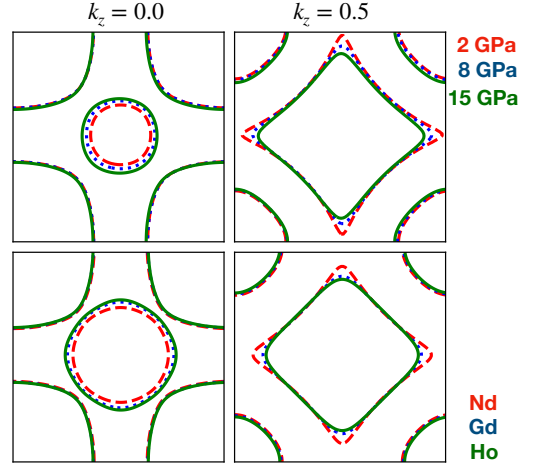 k_z = 0.0
k_z = 0.5
2 GPa
8 GPa
15 GPa
Nd
Gd
Ho